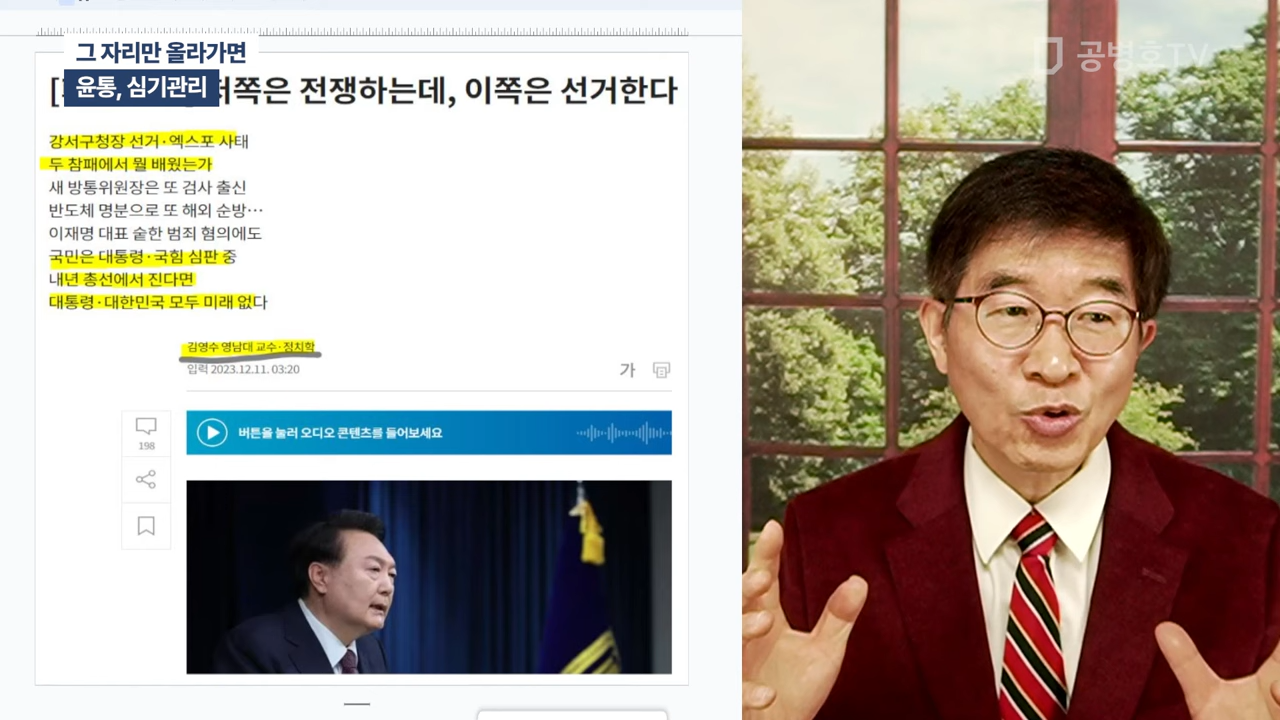 그 자리만 올라가면
윤통, 심기관리
저쪽은 전쟁하는데, 이쪽은 선거한다
강서구청장 선거·엑스포 사태
두 참패에서 뭘 배웠는가
새 방통위원장은 또 검사 출신
반도체 명분으로 또 해외 순방…
이재명 대표 숱한 범죄 혐의에도
국민은 대통령·국힘 심판 중
내년 총선에서 진다면
대통령·대한민국 모두 미래 없다
김영수 영남대 교수·정치학
입력 2023.12.11. 03:20
가
198
버튼을 눌러 오디오 콘텐츠를 들어보세요
공병호TV